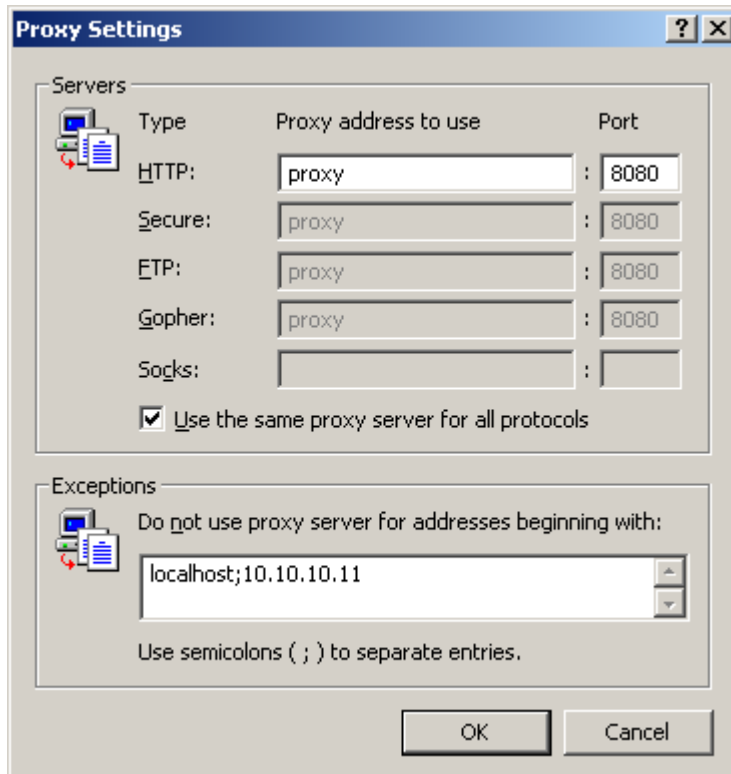 Proxy Settings
Servers
Type Proxy address to use Port
HTTP: proxy : 8080
Secure: proxy : 8080
FTP: proxy : 8080
Gopher: proxy : 8080
Socks: :
Use the same proxy server for all protocols
Exceptions
Do not use proxy server for addresses beginning with:
localhost;10.10.10.11
Use semicolons ( ; ) to separate entries.
OK Cancel